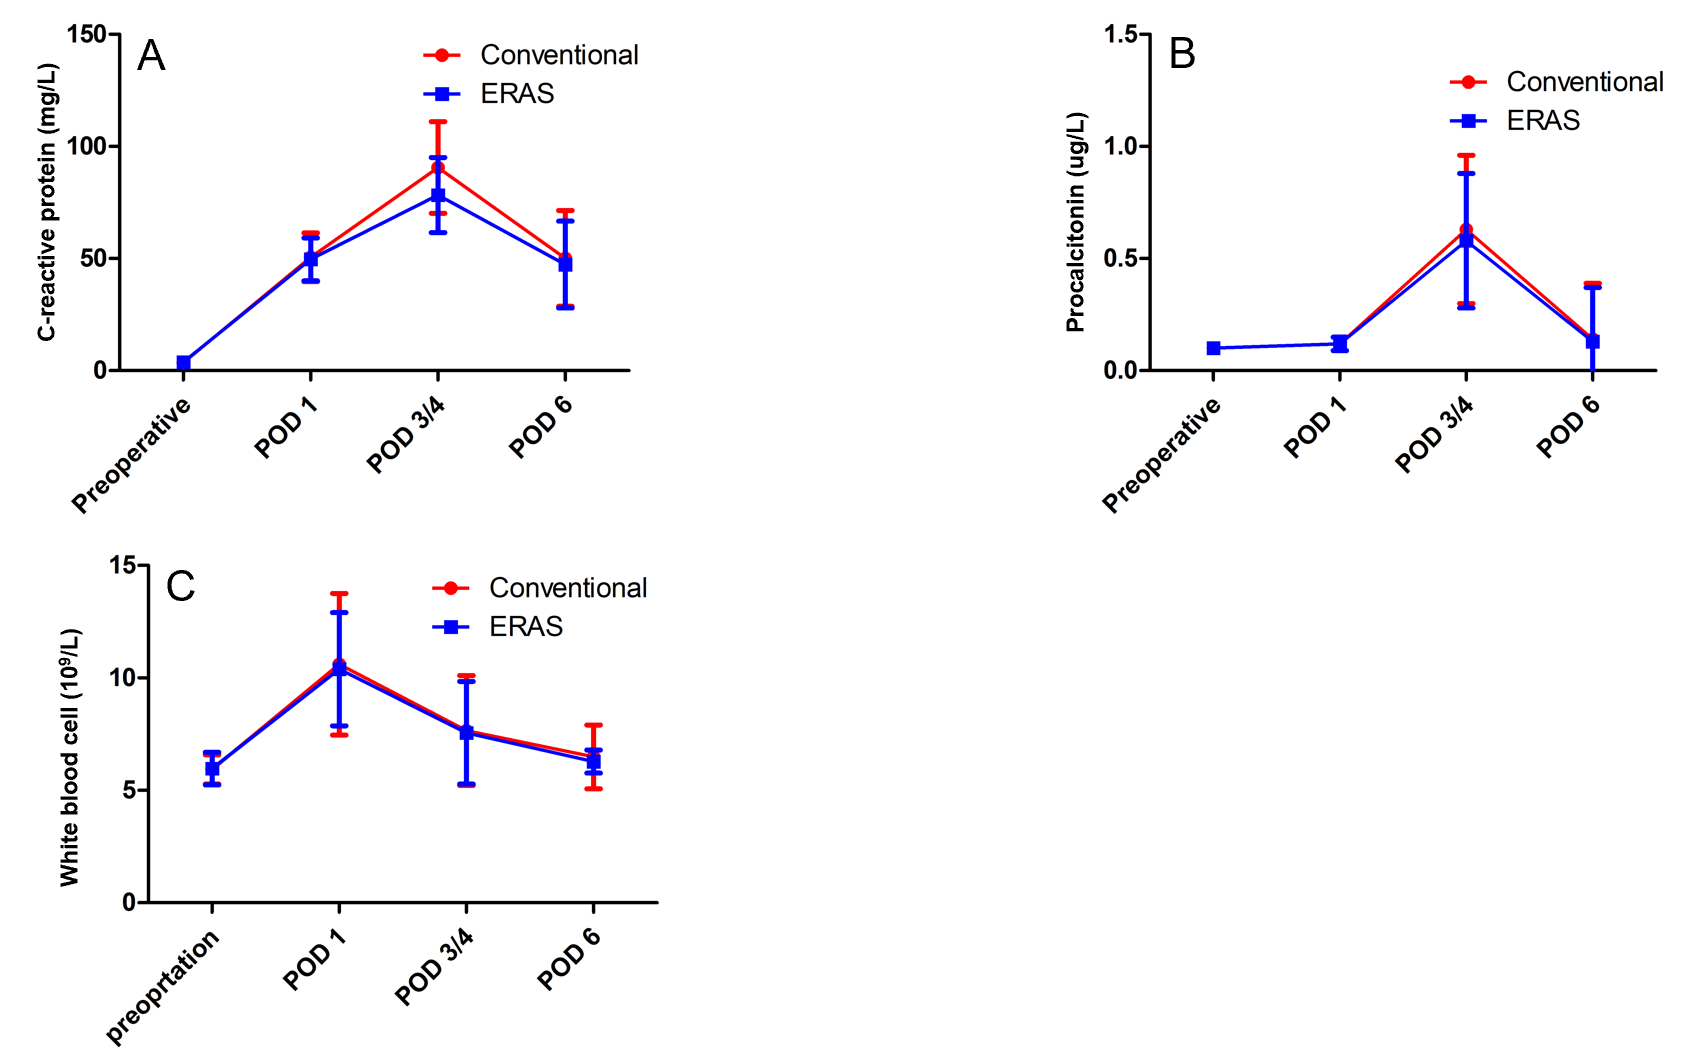 A
Conventional
ERAS
C-reactive protein (mg/L)
150
100
50
0
Preoperative
POD 1
POD 3/4
POD 6
B
Conventional
ERAS
Procalcitonin (ug/L)
1.5
1.0
0.5
0.0
Preoperative
POD 1
POD 3/4
POD 6
C
Conventional
ERAS
White blood cell (10⁹/L)
15
10
5
0
preoprtation
POD 1
POD 3/4
POD 6